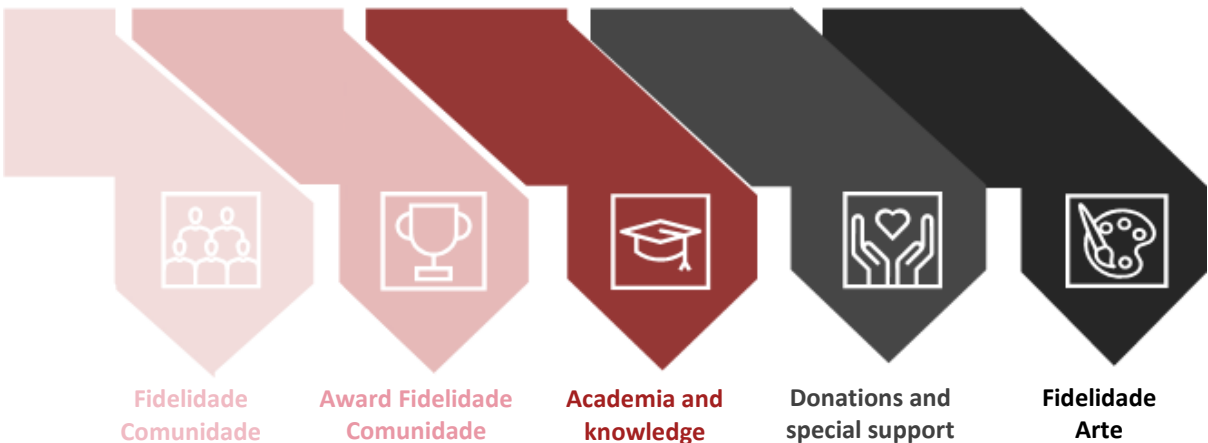 Fidelidade
Comunidade
Award Fidelidade
Comunidade
Academia and
knowledge
Donations and
special support
Fidelidade
Arte